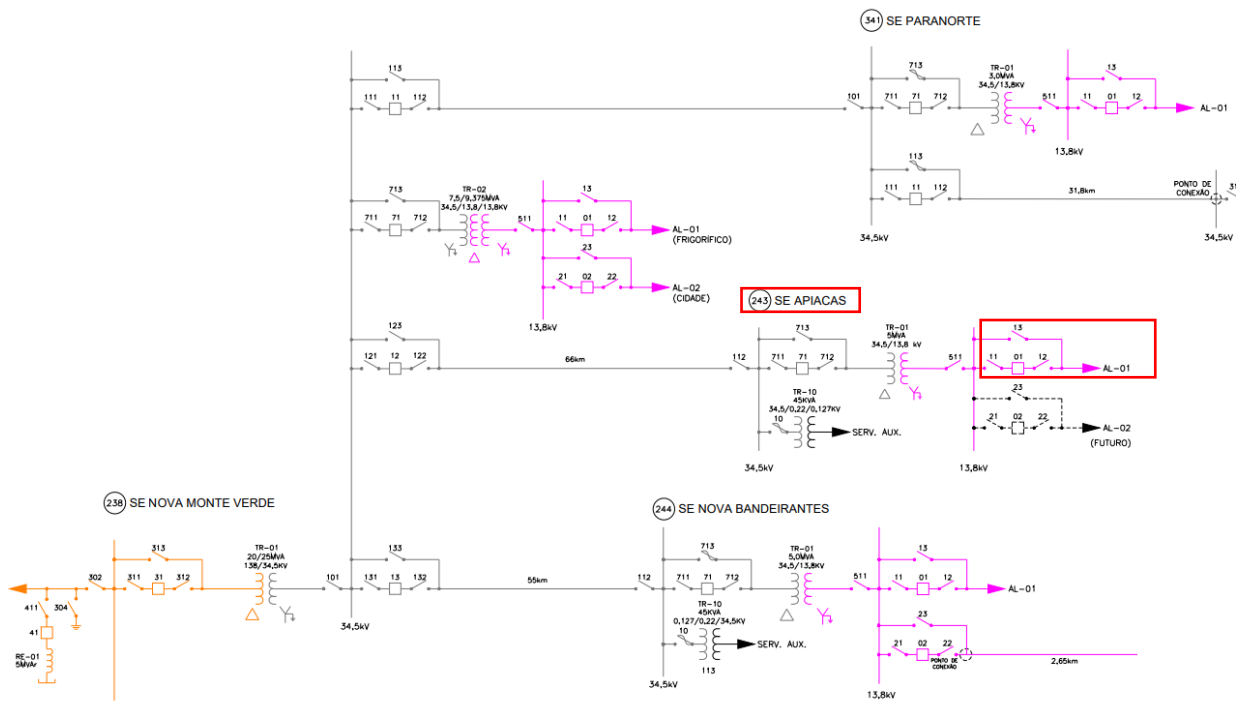 341 SE PARANORTE
TR-01
3,0MVA
34,5/13,8KV
713
13
101
711
71
712
511
11
01
12
AL-01
13,8kV
113
111
11
112
113
111
11
112
31,8km
PONTO DE
CONEXÃO
34,5kV
34,5kV
713
711
71
712
TR-02
7,5/9,375MVA
34,5/13,8/13,8KV
511
13
11
01
12
AL-01
(FRIGORÍFICO)
23
21
02
22
AL-02
(CIDADE)
13,8kV
243 SE APIACAS
123
121
12
122
66km
112
713
711
71
712
TR-01
5MVA
34,5/13,8 kV
511
13
11
01
12
AL-01
TR-10
45KVA
34,5/0,22/0,127KV
10
SERV. AUX.
23
21
02
22
AL-02
(FUTURO)
34,5kV
13,8kV
238 SE NOVA MONTE VERDE
302
313
311
31
312
TR-01
20/25MVA
138/34,5KV
101
133
131
13
132
55km
411
304
41
RE-01
5MVAr
34,5kV
244 SE NOVA BANDEIRANTES
112
713
711
71
712
TR-01
5,0MVA
34,5/13,8KV
511
13
11
01
12
AL-01
TR-10
45KVA
0,127/0,22/34,5KV
10
SERV. AUX.
113
23
21
02
22
PONTO DE
CONEXÃO
2,65km
34,5kV
13,8kV